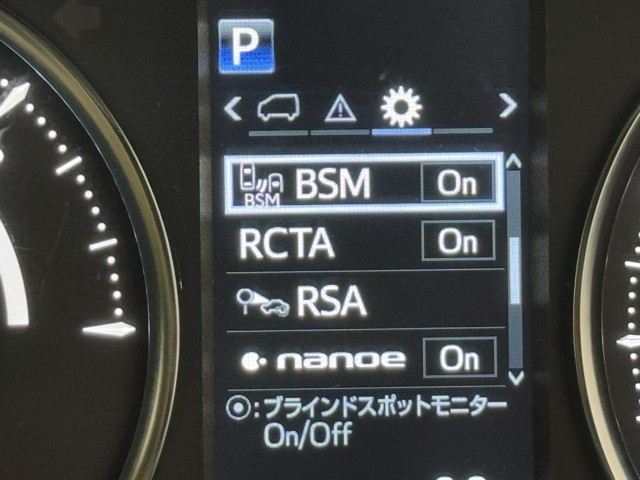 P
BSM BSM On
RCTA On
RSA
nanoe On
◉:ブラインドスポットモニター
On/Off